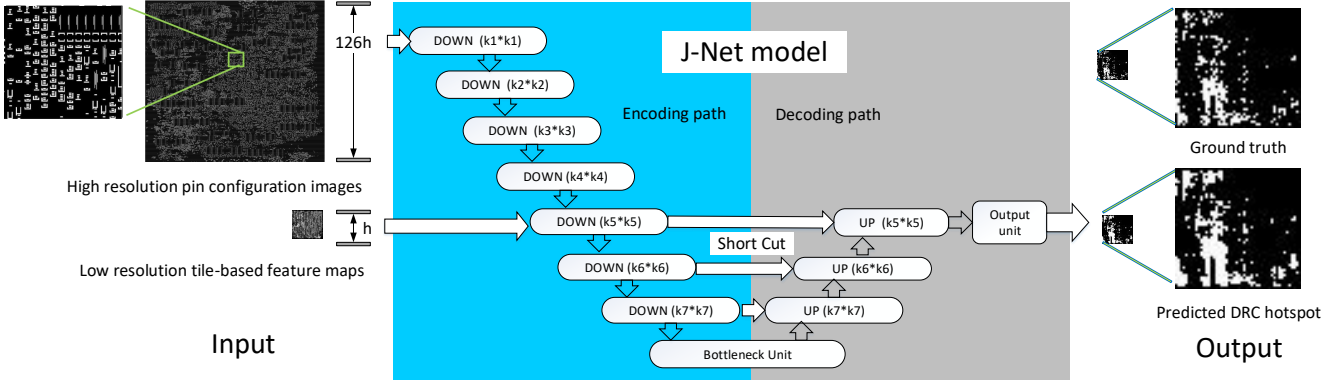 126h
DOWN (k1*k1)
J-Net model
DOWN (k2*k2)
Encoding path
Decoding path
DOWN (k3*k3)
Ground truth
DOWN (k4*k4)
High resolution pin configuration images
h
DOWN (k5*k5)
UP (k5*k5)
Output
unit
Short Cut
Low resolution tile-based feature maps
DOWN (k6*k6)
UP (k6*k6)
DOWN (k7*k7)
UP (k7*k7)
Predicted DRC hotspot
Input
Bottleneck Unit
Output